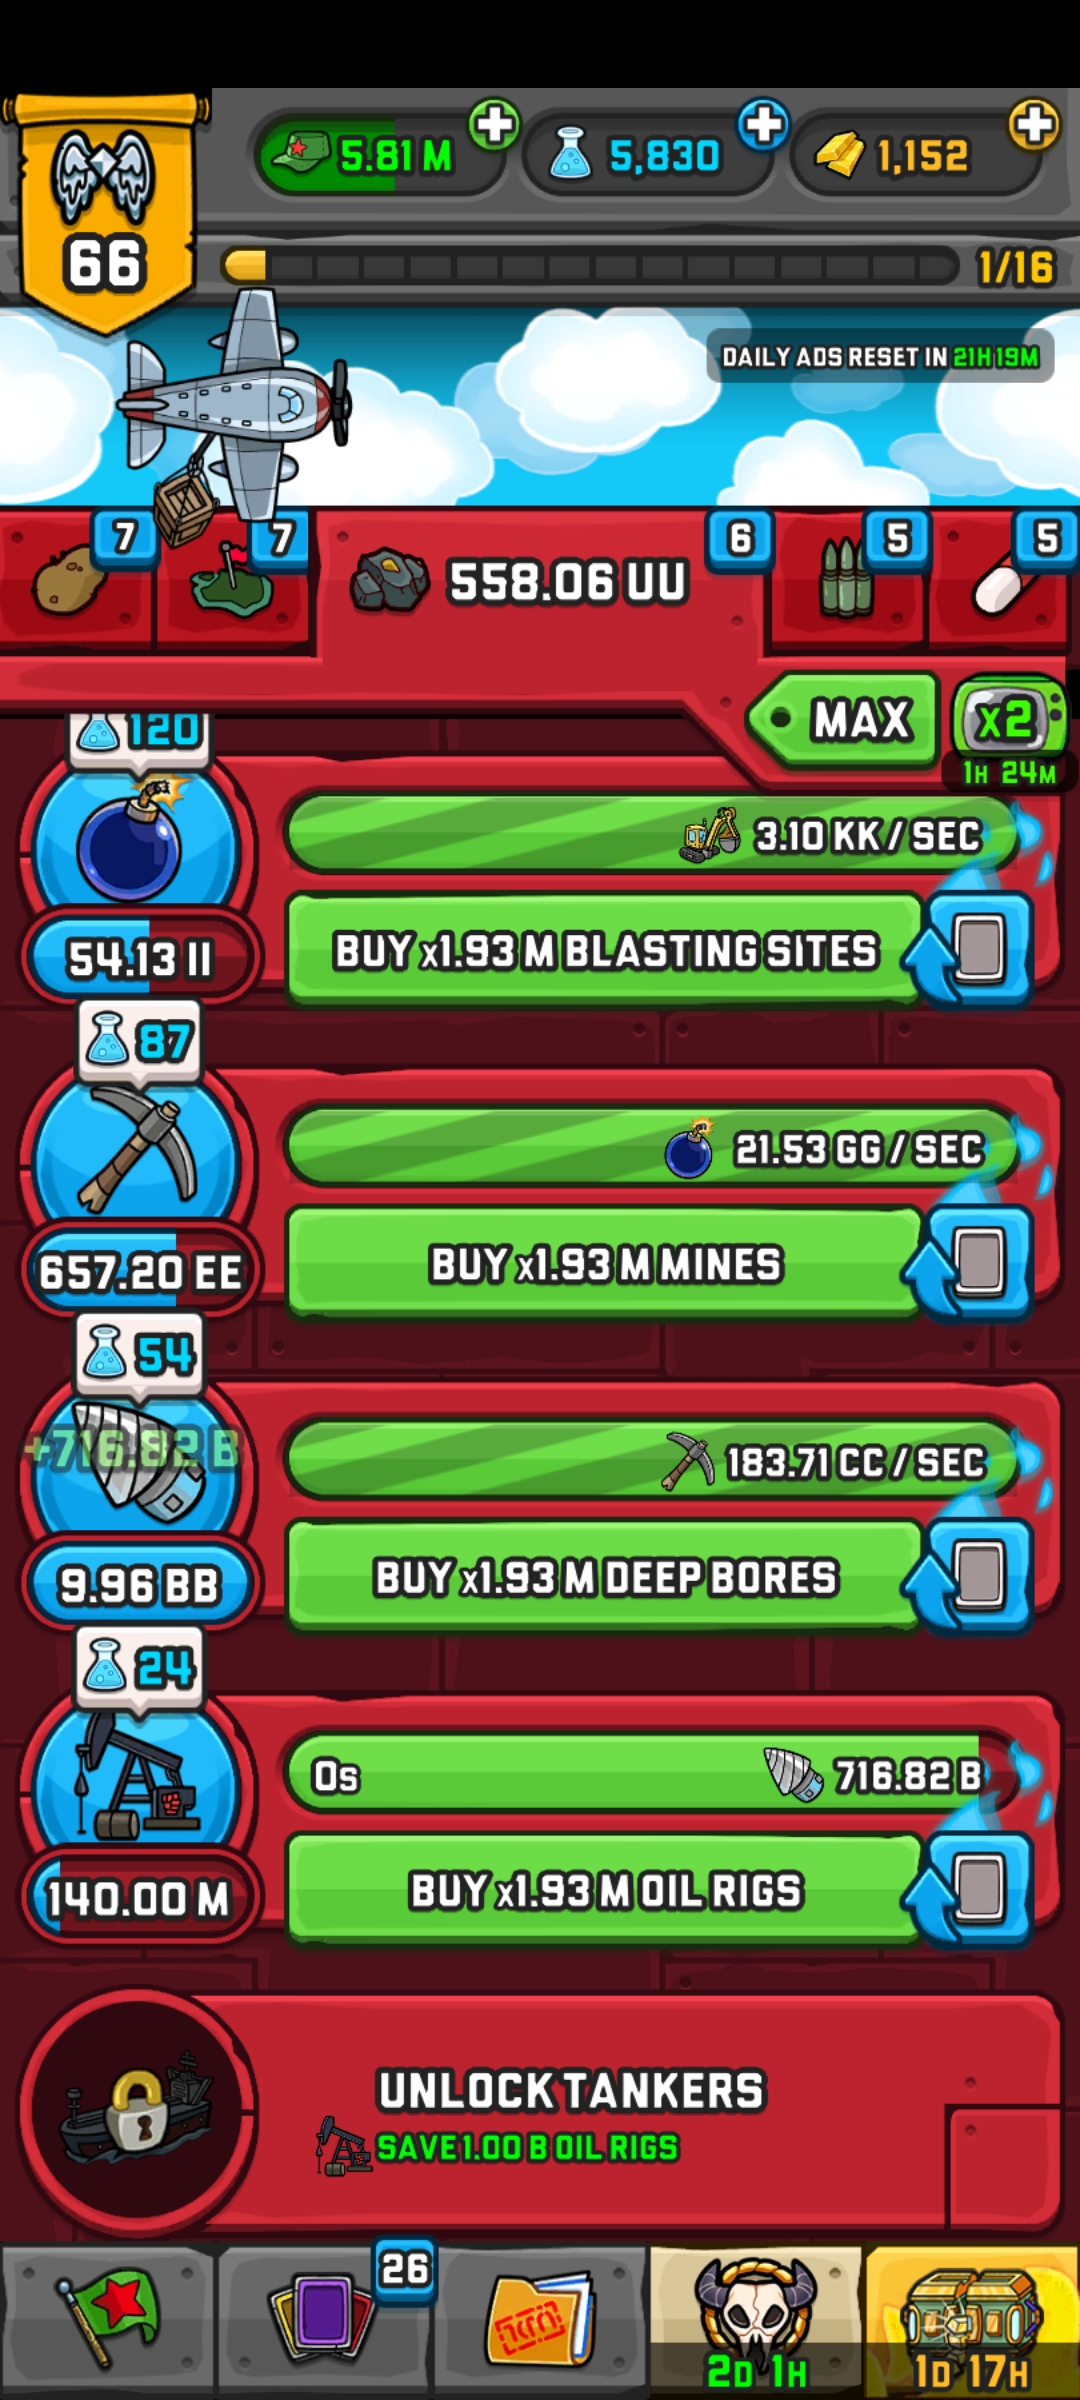 5.81 M
5,830
1,152
66
1/16
DAILY ADS RESET IN 21H 19M
7
7
558.06 UU
6
5
5
MAX
x2
1H 24M
120
3.10 KK / SEC
54.13 II
BUY x1.93 M BLASTING SITES
87
21.53 GG / SEC
657.20 EE
BUY x1.93 M MINES
54
+716.82 B
183.71 CC / SEC
9.96 BB
BUY x1.93 M DEEP BORES
24
0s
716.82 B
140.00 M
BUY x1.93 M OIL RIGS
UNLOCK TANKERS
SAVE 1.00 B OIL RIGS
26
2D 1H
1D 17H